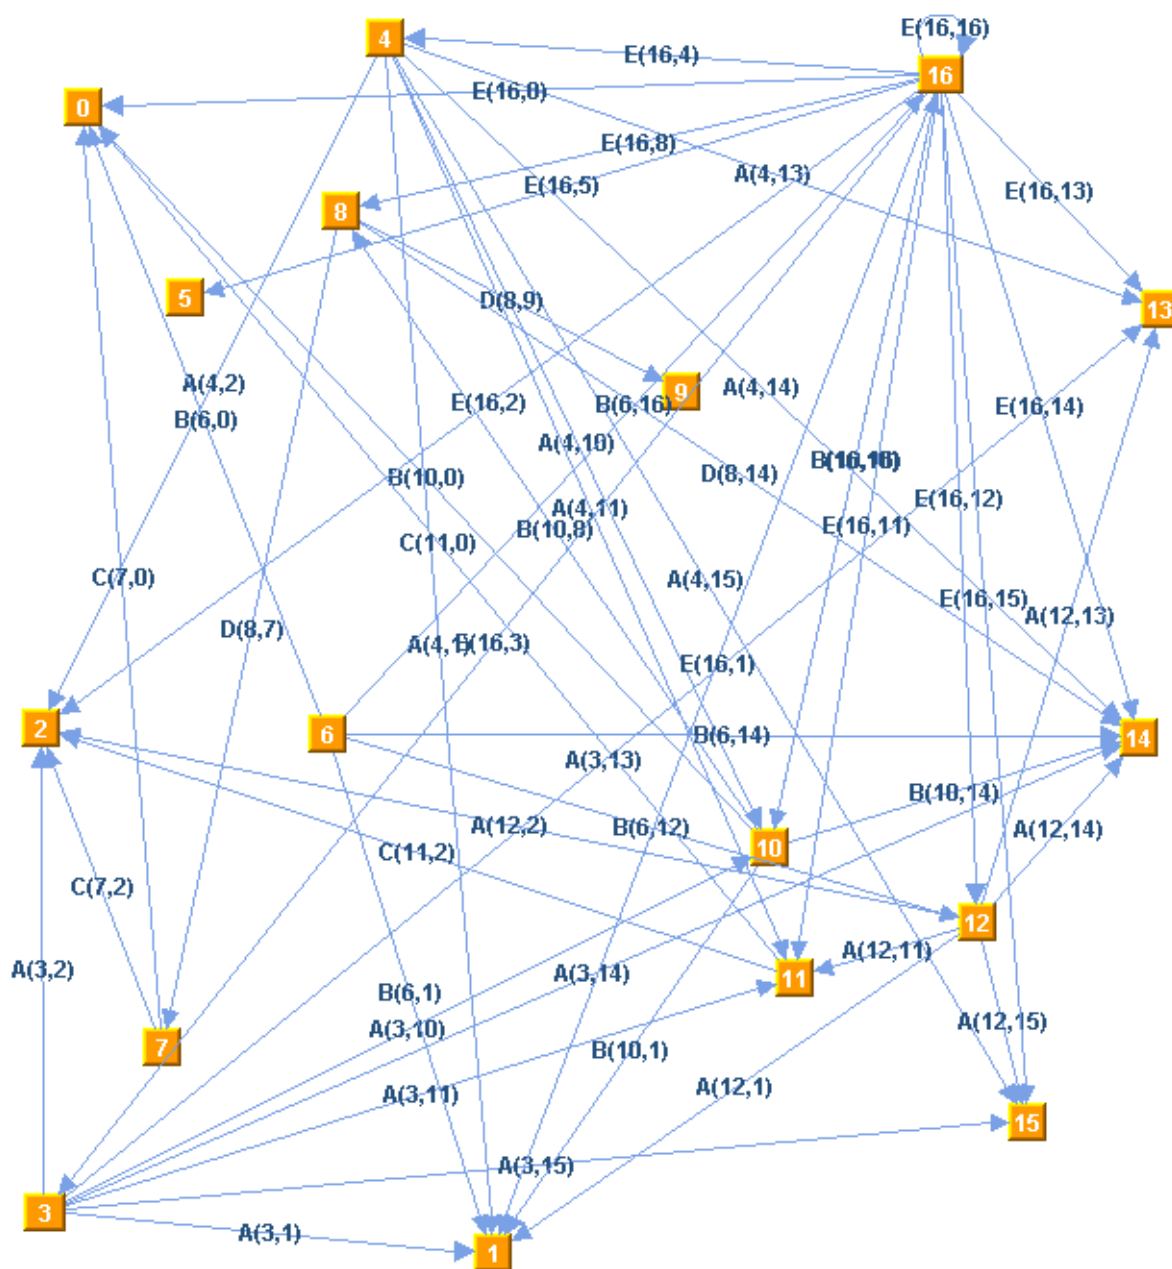 E(16,16)
4
E(16,4)
16
E(16,0)
0
E(16,8)
A(4,13)
E(16,5)
E(16,13)
8
5
D(8,9)
13
A(4,2)
A(4,14)
9
E(16,2)
B(6,16)
E(16,14)
B(6,0)
A(4,10)
D(8,14)
B(10,0)
E(16,12)
A(4,11)
B(10,8)
E(16,11)
C(11,0)
C(7,0)
A(4,15)
E(16,15)
A(12,13)
D(8,7)
E(16,3)
E(16,1)
2
6
B(6,14)
14
A(3,13)
B(10,14)
A(12,2)
B(6,12)
A(12,14)
10
C(11,2)
C(7,2)
12
A(12,11)
A(3,2)
A(3,14)
11
B(6,1)
A(12,15)
A(3,10)
7
B(10,1)
A(12,1)
A(3,11)
15
A(3,15)
3
A(3,1)
1